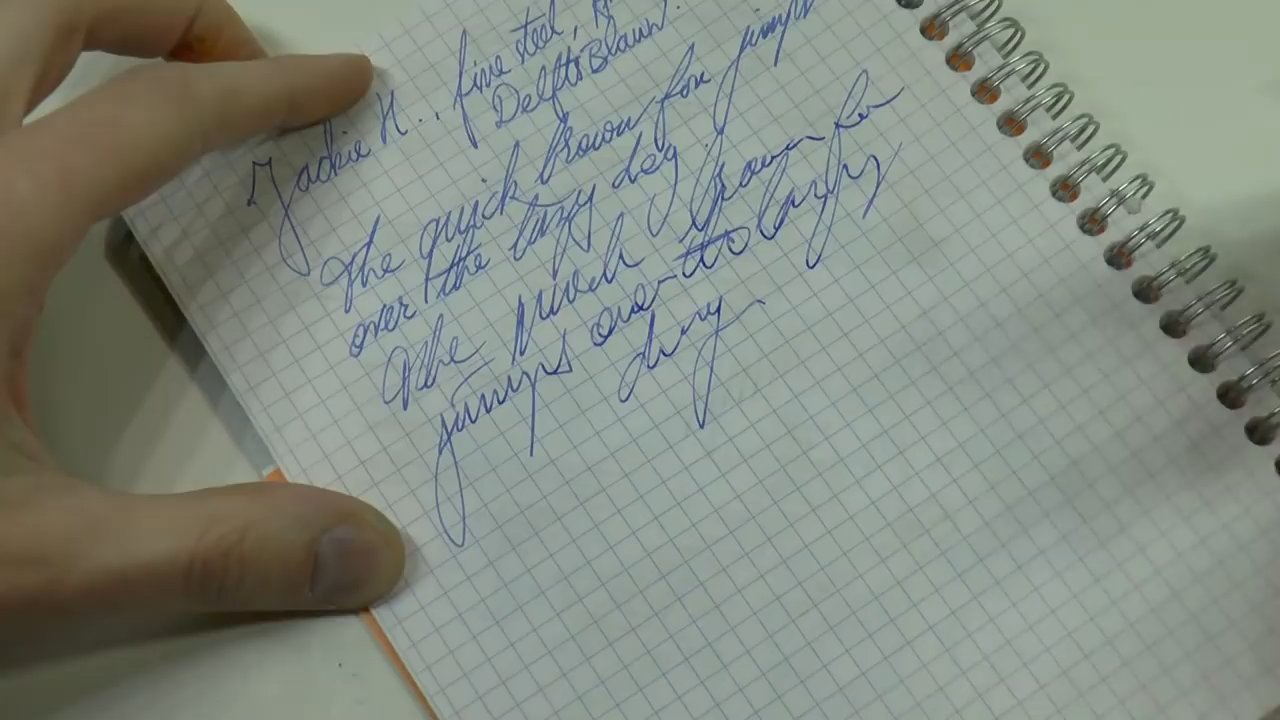 Jackie H.., fine steel,
Delfts Blauw.
The quick brown fox jumps
over the lazy dog.
The quick brown fox
jumps over the lazy
dog.